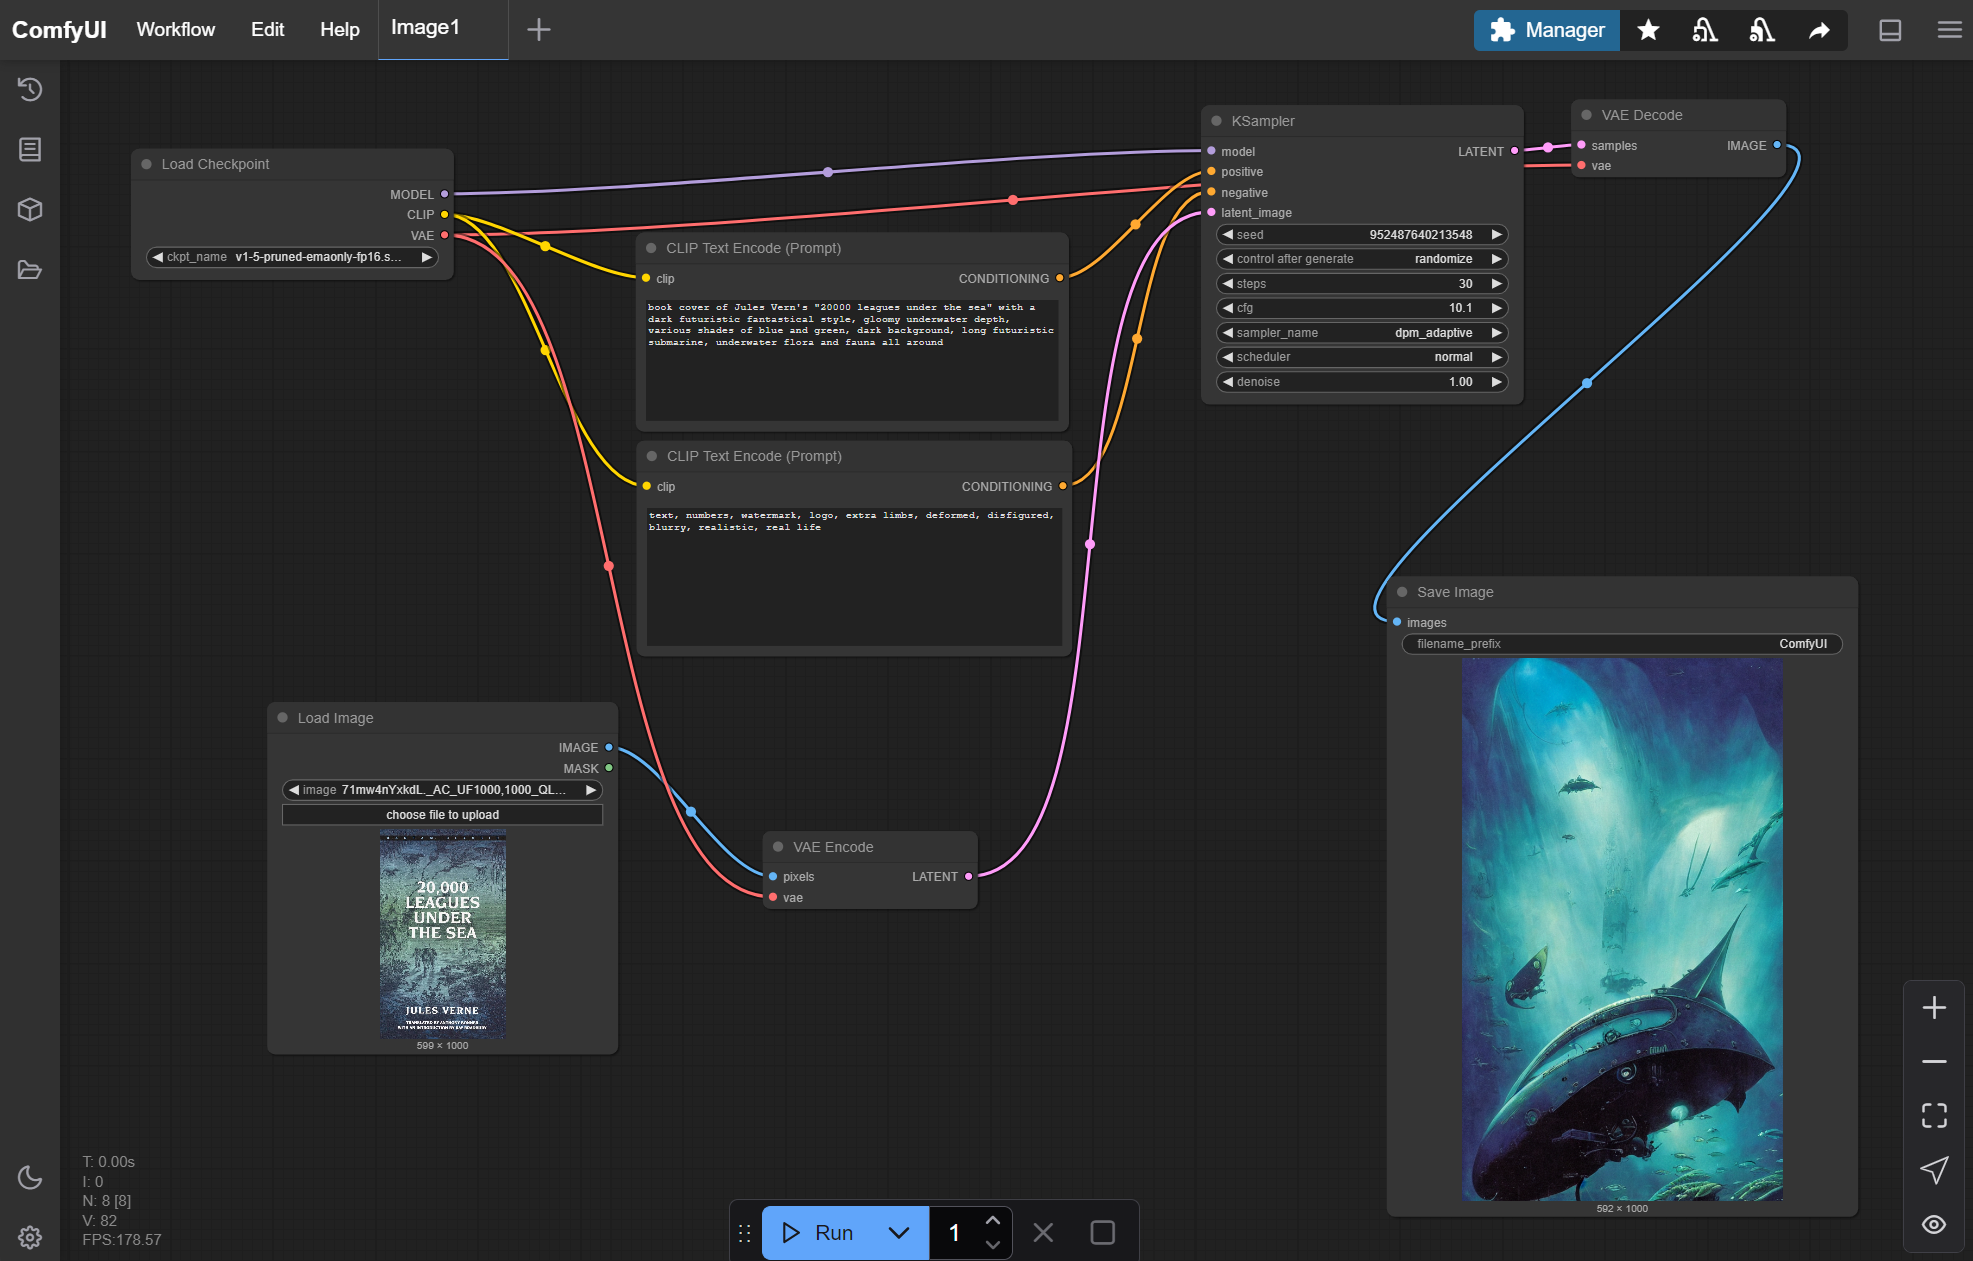 ComfyUI
Workflow
Edit
Help
Image1
Manager
Load Checkpoint
MODEL
CLIP
VAE
ckpt_name v1-5-pruned-emaonly-fp16.s...
CLIP Text Encode (Prompt)
clip
CONDITIONING
book cover of Jules Vern's "20000 leagues under the sea" with a
dark futuristic fantastical style, gloomy underwater depth,
various shades of blue and green, dark background, long futuristic
submarine, underwater flora and fauna all around
CLIP Text Encode (Prompt)
clip
CONDITIONING
text, numbers, watermark, logo, extra limbs, deformed, disfigured,
blurry, realistic, real life
KSampler
model
LATENT
positive
negative
latent_image
seed 952487640213548
control after generate randomize
steps 30
cfg 10.1
sampler_name dpm_adaptive
scheduler normal
denoise 1.00
VAE Decode
samples
IMAGE
vae
Save Image
images
filename_prefix ComfyUI
592 × 1000
Load Image
IMAGE
MASK
image 71mw4nYxkdL._AC_UF1000,1000_QL...
choose file to upload
20,000
LEAGUES
UNDER
THE SEA
JULES VERNE
599 × 1000
VAE Encode
pixels
LATENT
vae
T: 0.00s
I: 0
N: 8 [8]
V: 82
FPS:178.57
Run
1